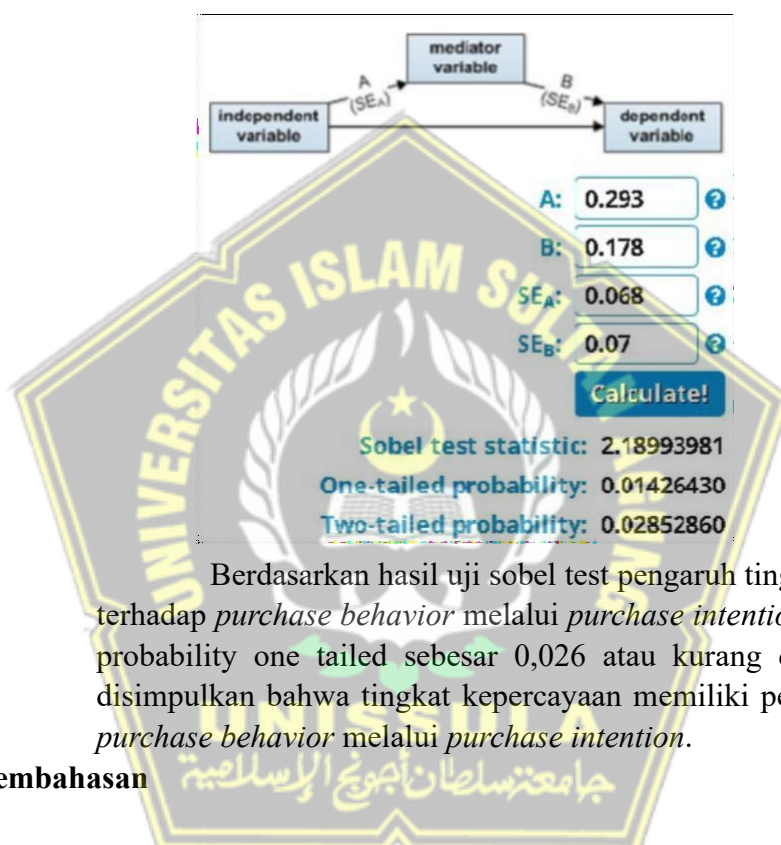 mediator
variable
A
(SEA)
B
(SEB)
independent
variable
dependent
variable
A: 0.293 ?
B: 0.178 ?
SEA: 0.068 ?
SEB: 0.07 ?
Calculate!
Sobel test statistic: 2.18993981
One-tailed probability: 0.01426430
Two-tailed probability: 0.02852860
Berdasarkan hasil uji sobel test pengaruh ting
terhadap purchase behavior melalui purchase intentio
probability one tailed sebesar 0,026 atau kurang
disimpulkan bahwa tingkat kepercayaan memiliki pe
purchase behavior melalui purchase intention.
embahasan
UNIVERSITAS ISLAM SULTAN AGUNG
UNISSULA
جامعنسلطان أجونج الإسلامية